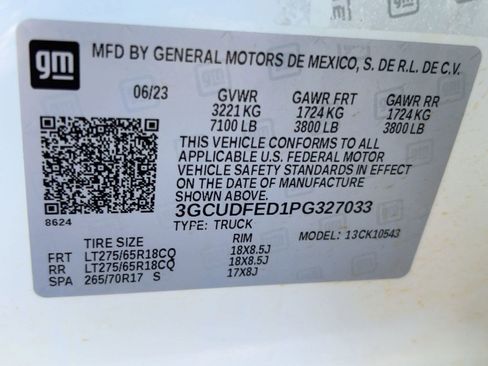 gm
MFD BY GENERAL MOTORS DE MEXICO, S. DE R.L. DE C.V.
06/23 GVWR GAWR FRT GAWR RR
3221 KG 1724 KG 1724 KG
7100 LB 3800 LB 3800 LB
THIS VEHICLE CONFORMS TO ALL
APPLICABLE U.S. FEDERAL MOTOR
VEHICLE SAFETY STANDARDS IN EFFECT
ON THE DATE OF MANUFACTURE
SHOWN ABOVE.
3GCUDFED1PG327033
8624 TYPE: TRUCK MODEL: 13CK10543
TIRE SIZE RIM
FRT LT275/65R18CQ 18X8.5J
RR LT275/65R18CQ 18X8.5J
SPA 265/70R17 S 17X8J